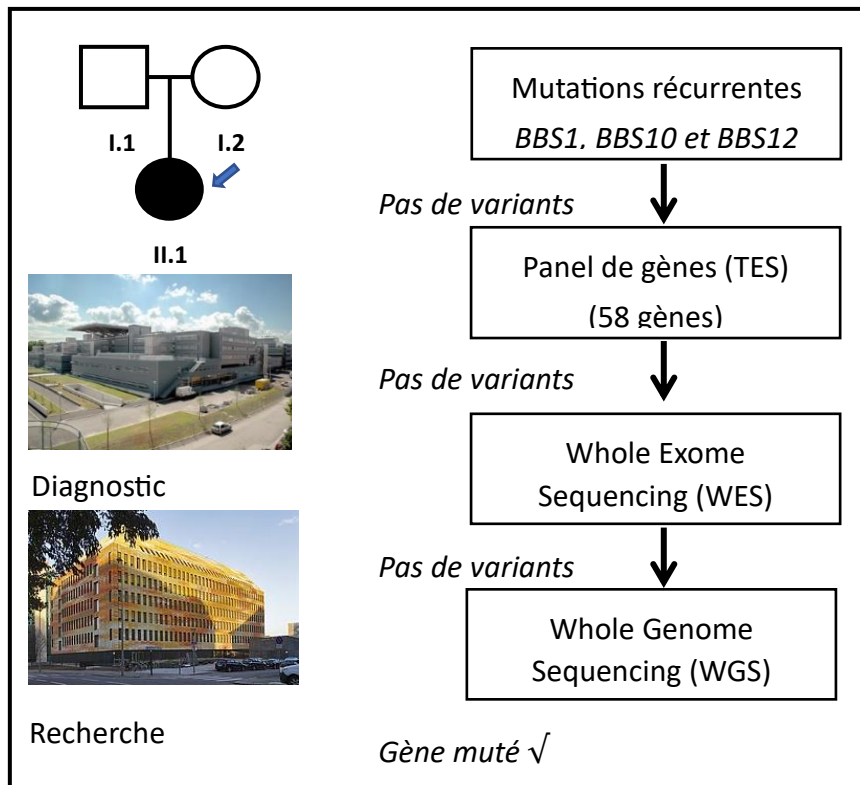 I.1 I.2
II.1
Diagnostic
Recherche
Mutations récurrentes
BBS1, BBS10 et BBS12
Pas de variants
Panel de gènes (TES)
(58 gènes)
Pas de variants
Whole Exome
Sequencing (WES)
Pas de variants
Whole Genome
Sequencing (WGS)
Gène muté √